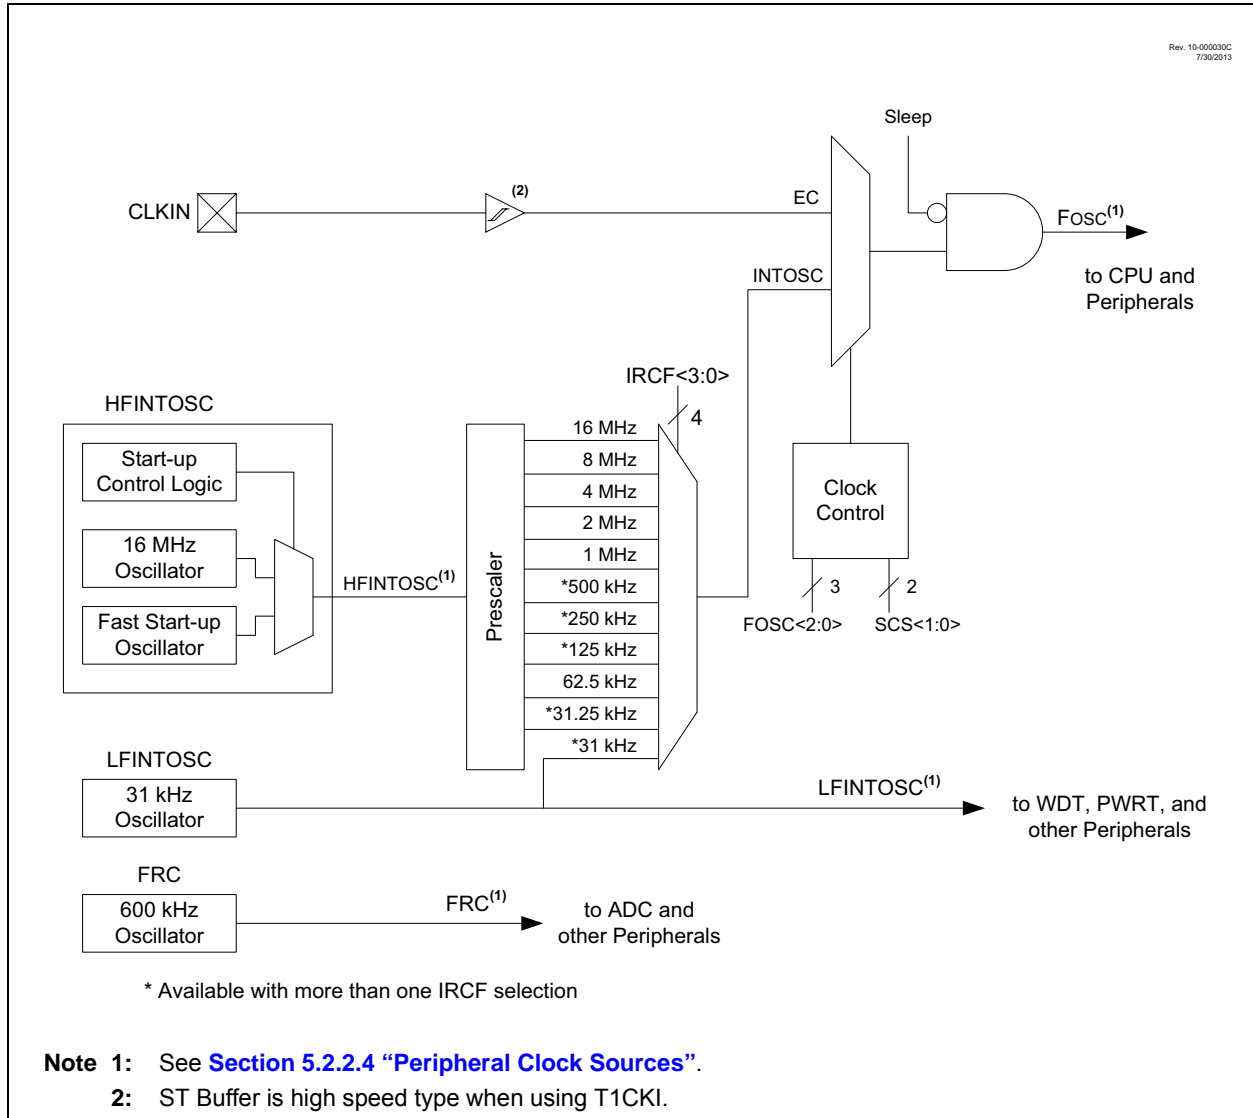 Rev. 10-000030C
7/30/2013
Sleep
CLKIN
(2)
EC
FOSC(1)
to CPU and
Peripherals
INTOSC
IRCF<3:0>
4
HFINTOSC
Start-up
Control Logic
16 MHz
Oscillator
Fast Start-up
Oscillator
HFINTOSC(1)
Prescaler
16 MHz
8 MHz
4 MHz
2 MHz
1 MHz
*500 kHz
*250 kHz
*125 kHz
62.5 kHz
*31.25 kHz
*31 kHz
Clock
Control
3
2
FOSC<2:0>
SCS<1:0>
LFINTOSC
31 kHz
Oscillator
LFINTOSC(1)
to WDT, PWRT, and
other Peripherals
FRC
600 kHz
Oscillator
FRC(1)
to ADC and
other Peripherals
* Available with more than one IRCF selection
Note 1: See Section 5.2.2.4 “Peripheral Clock Sources”.
2: ST Buffer is high speed type when using T1CKI.